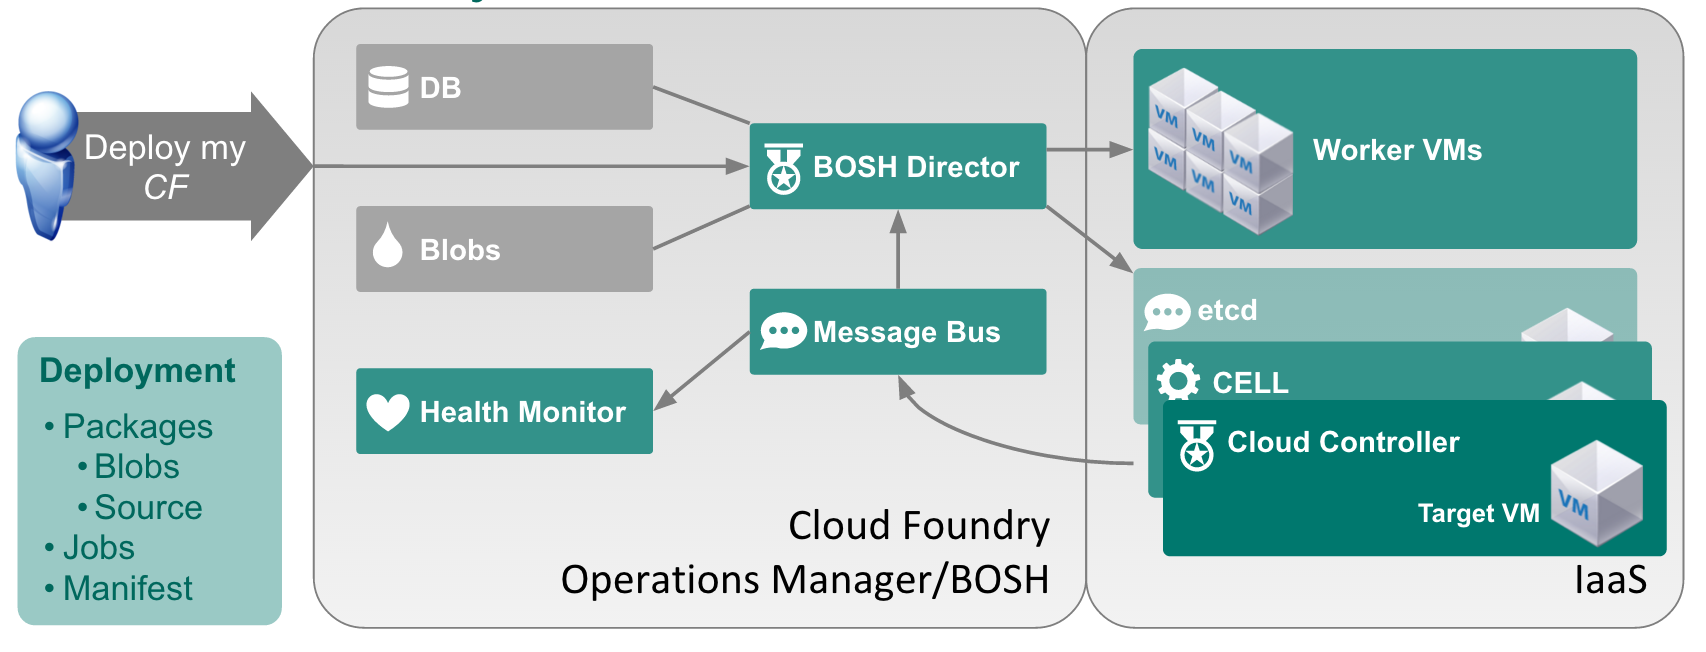 Deploy my
CF
Deployment
• Packages
• Blobs
• Source
• Jobs
• Manifest
DB
BOSH Director
Blobs
Message Bus
Health Monitor
Cloud Foundry
Operations Manager/BOSH
VM VM VM
VM VM VM
Worker VMs
etcd
CELL
Cloud Controller
Target VM
VM
IaaS